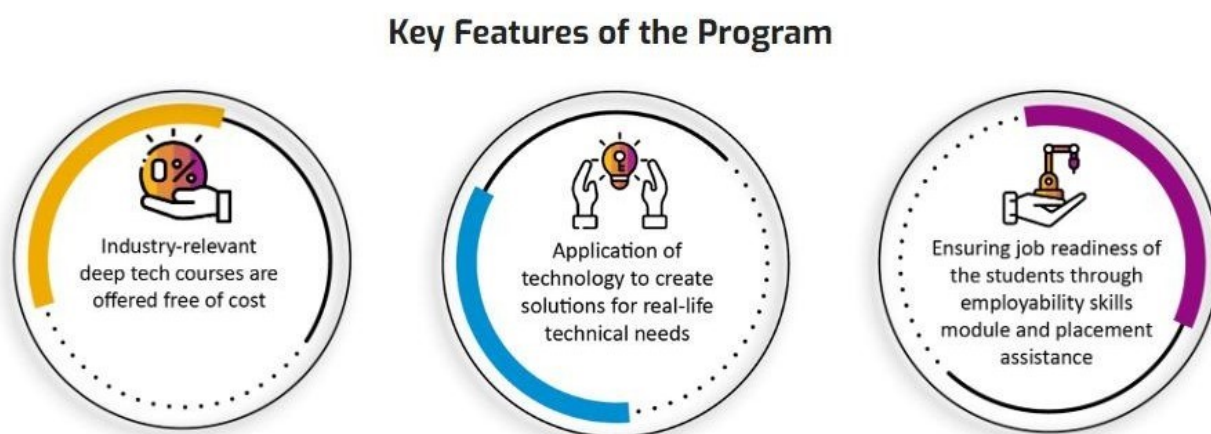 Key Features of the Program
0%
Industry-relevant
deep tech courses are
offered free of cost
Application of
technology to create
solutions for real-life
technical needs
Ensuring job readiness of
the students through
employability skills
module and placement
assistance